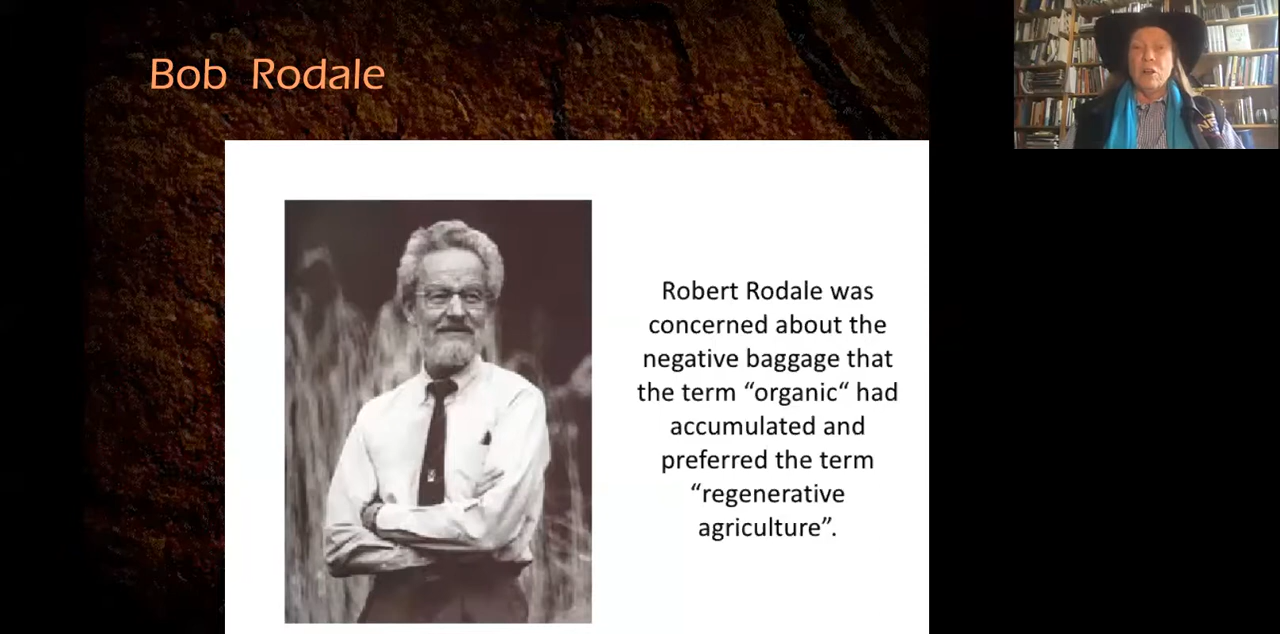 Bob Rodale
Robert Rodale was
concerned about the
negative baggage that
the term “organic“ had
accumulated and
preferred the term
“regenerative
agriculture”.